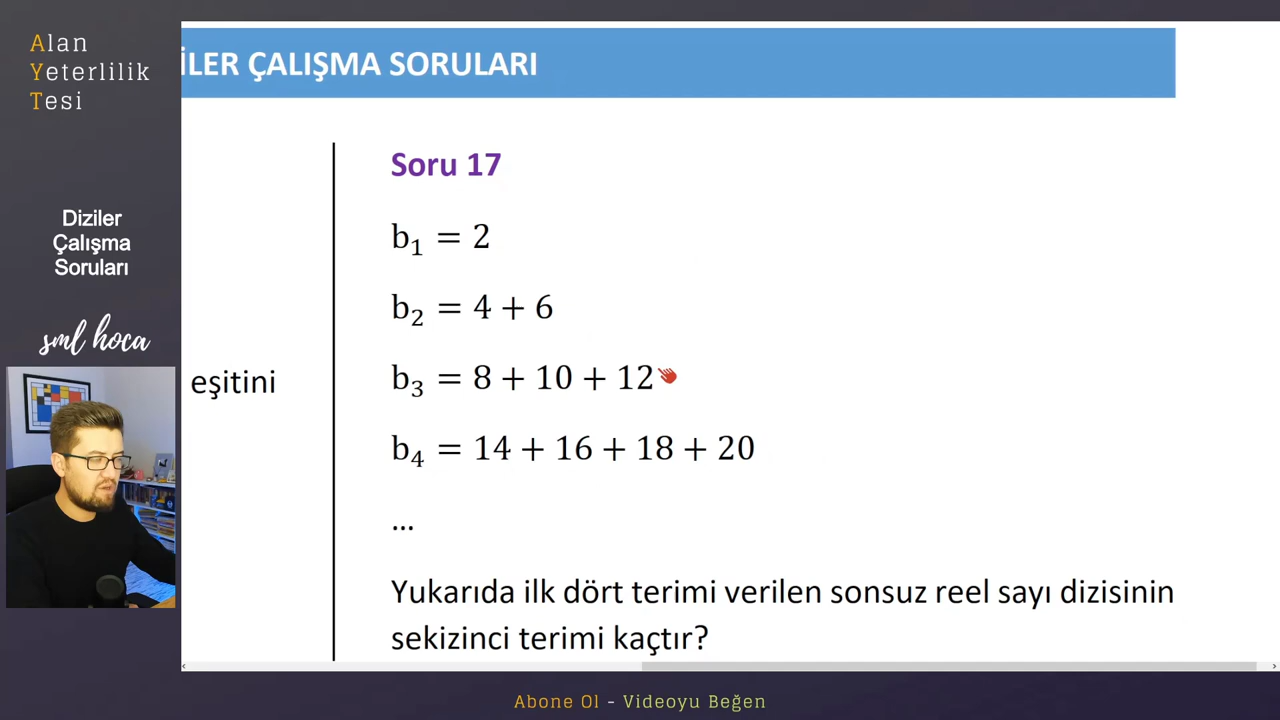 Alan
Yeterlilik
Tesi
Diziler
Çalışma
Soruları
sml hoca
İLER ÇALIŞMA SORULARI
eşitini
Soru 17
b₁ = 2
b₂ = 4 + 6
b₃ = 8 + 10 + 12
b₄ = 14 + 16 + 18 + 20
...
Yukarıda ilk dört terimi verilen sonsuz reel sayı dizisinin
sekizinci terimi kaçtır?
Abone Ol - Videoyu Beğen